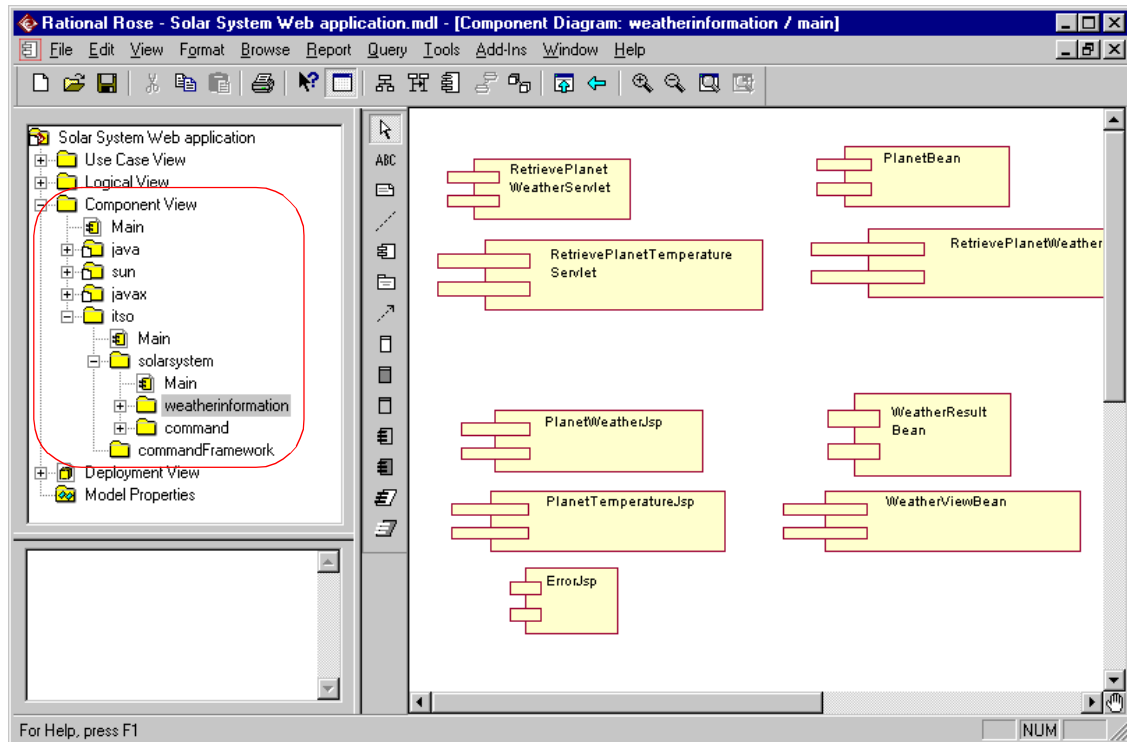 Rational Rose - Solar System Web application.mdl - [Component Diagram: weatherinformation / main]
File Edit View Format Browse Report Query Tools Add-Ins Window Help
Solar System Web application
Use Case View
Logical View
Component View
Main
java
sun
javax
itso
Main
solarsystem
Main
weatherinformation
command
commandFramework
Deployment View
Model Properties
ABC
RetrievePlanet
WeatherServlet
PlanetBean
RetrievePlanetTemperature
Servlet
RetrievePlanetWeather
PlanetWeatherJsp
WeatherResult
Bean
PlanetTemperatureJsp
WeatherViewBean
ErrorJsp
For Help, press F1
NUM